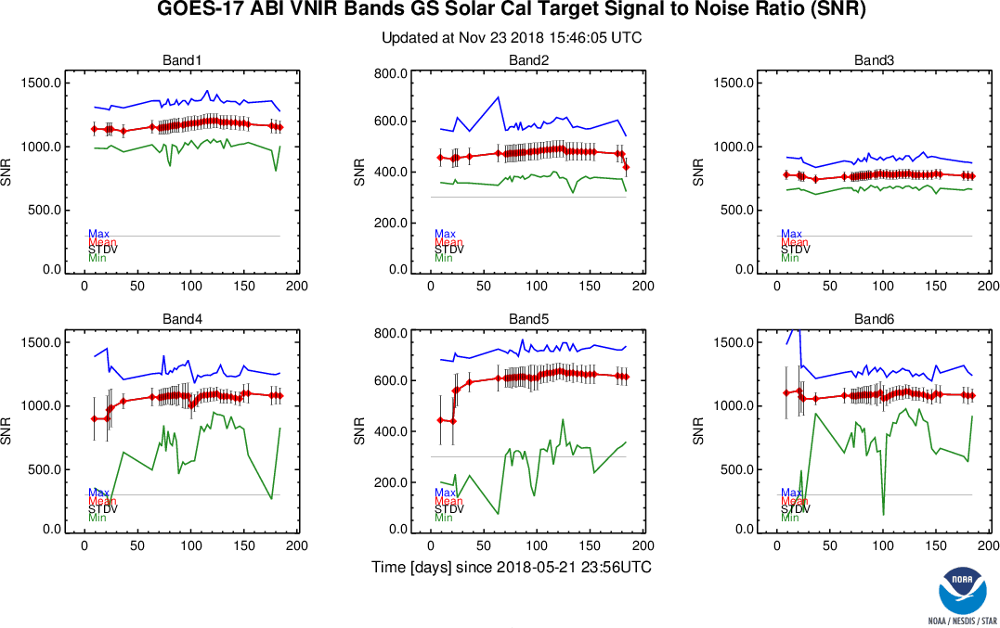 GOES-17 ABI VNIR Bands GS Solar Cal Target Signal to Noise Ratio (SNR)
Updated at Nov 23 2018 15:46:05 UTC
Band1
1500.0
1000.0
500.0
0.0
SNR
Max
Mean
STDV
Min
0 50 100 150 200
Band2
800.0
600.0
400.0
200.0
0.0
SNR
Max
Mean
STDV
Min
0 50 100 150 200
Band3
1500.0
1000.0
500.0
0.0
SNR
Max
Mean
STDV
Min
0 50 100 150 200
Band4
1500.0
1000.0
500.0
0.0
SNR
Max
Mean
STDV
Min
0 50 100 150 200
Band5
800.0
600.0
400.0
200.0
0.0
SNR
Max
Mean
STDV
Min
0 50 100 150 200
Band6
1500.0
1000.0
500.0
0.0
SNR
Max
Mean
STDV
Min
0 50 100 150 200
Time [days] since 2018-05-21 23:56UTC
NOAA
NOAA / NESDIS / STAR